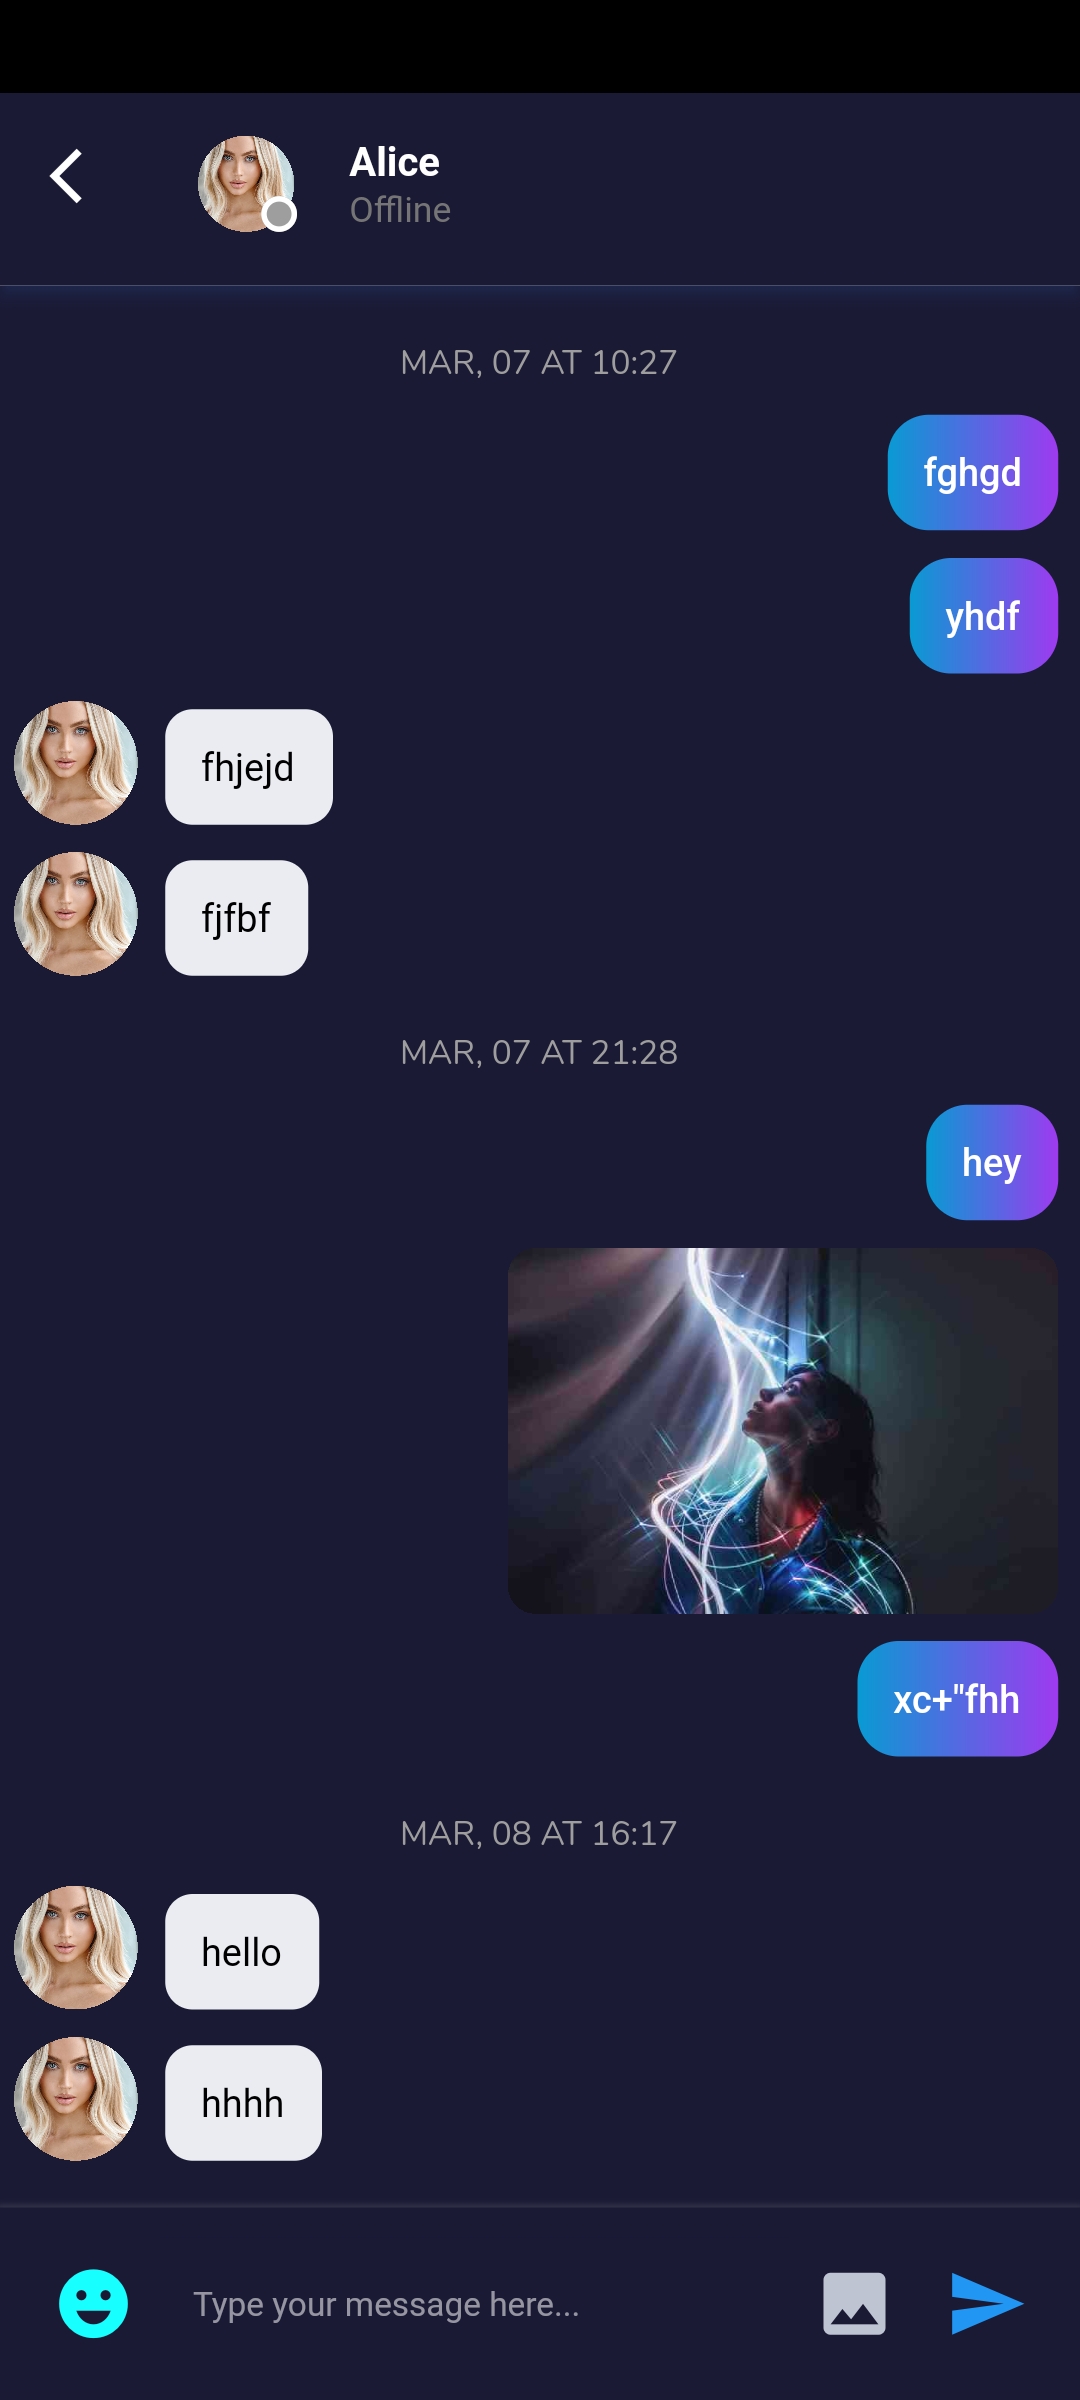 Alice
Offline
MAR, 07 AT 10:27
fghgd
yhdf
fhjejd
fjfbf
MAR, 07 AT 21:28
hey
xc+"fhh
MAR, 08 AT 16:17
hello
hhhh
Type your message here...